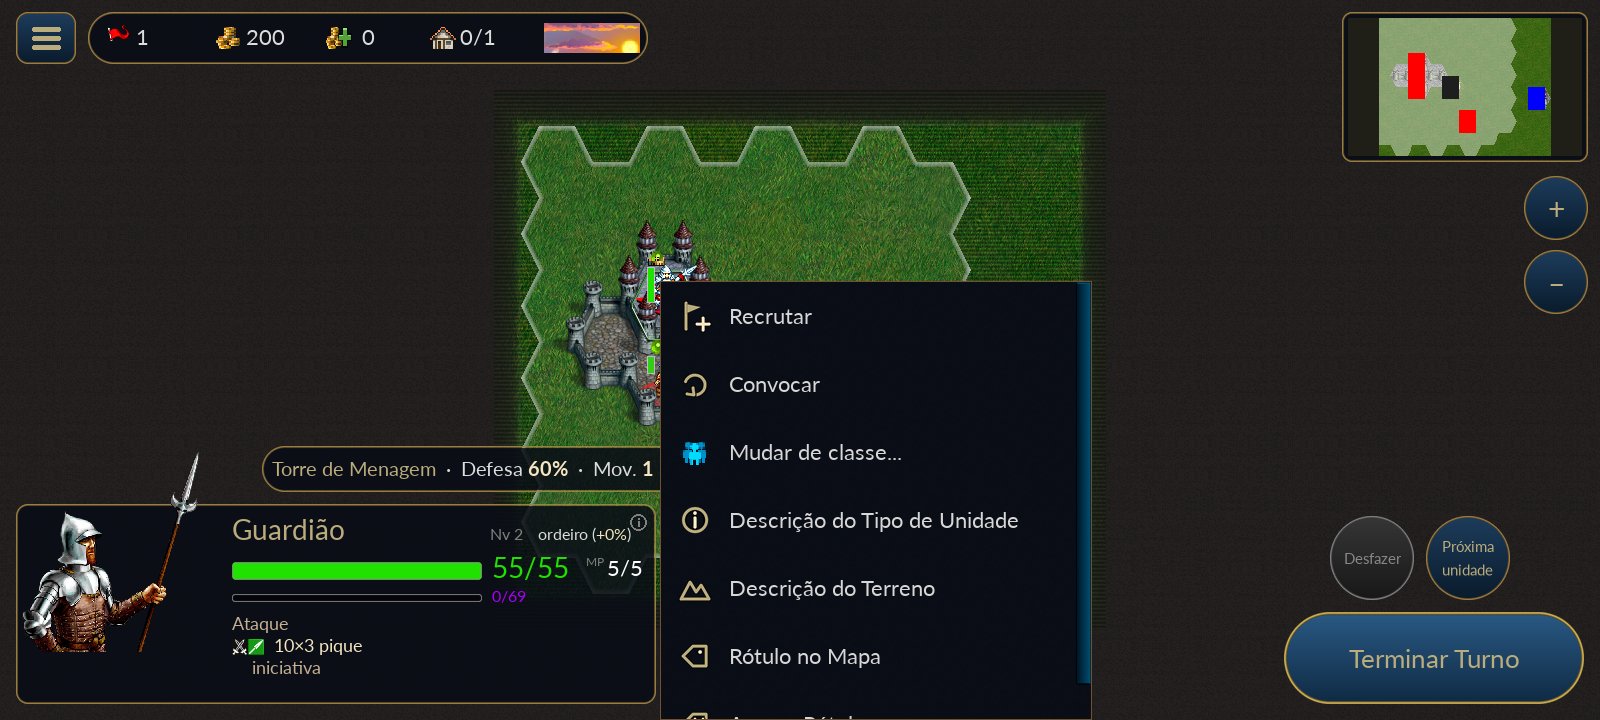 1 200 0 0/1
+
−
Recrutar
Convocar
Mudar de classe...
Descrição do Tipo de Unidade
Descrição do Terreno
Rótulo no Mapa
Torre de Menagem · Defesa 60% · Mov. 1
Guardião
Nv 2 ordeiro (+0%)
55/55 MP 5/5
0/69
Ataque
10×3 pique
iniciativa
Desfazer
Próxima
unidade
Terminar Turno